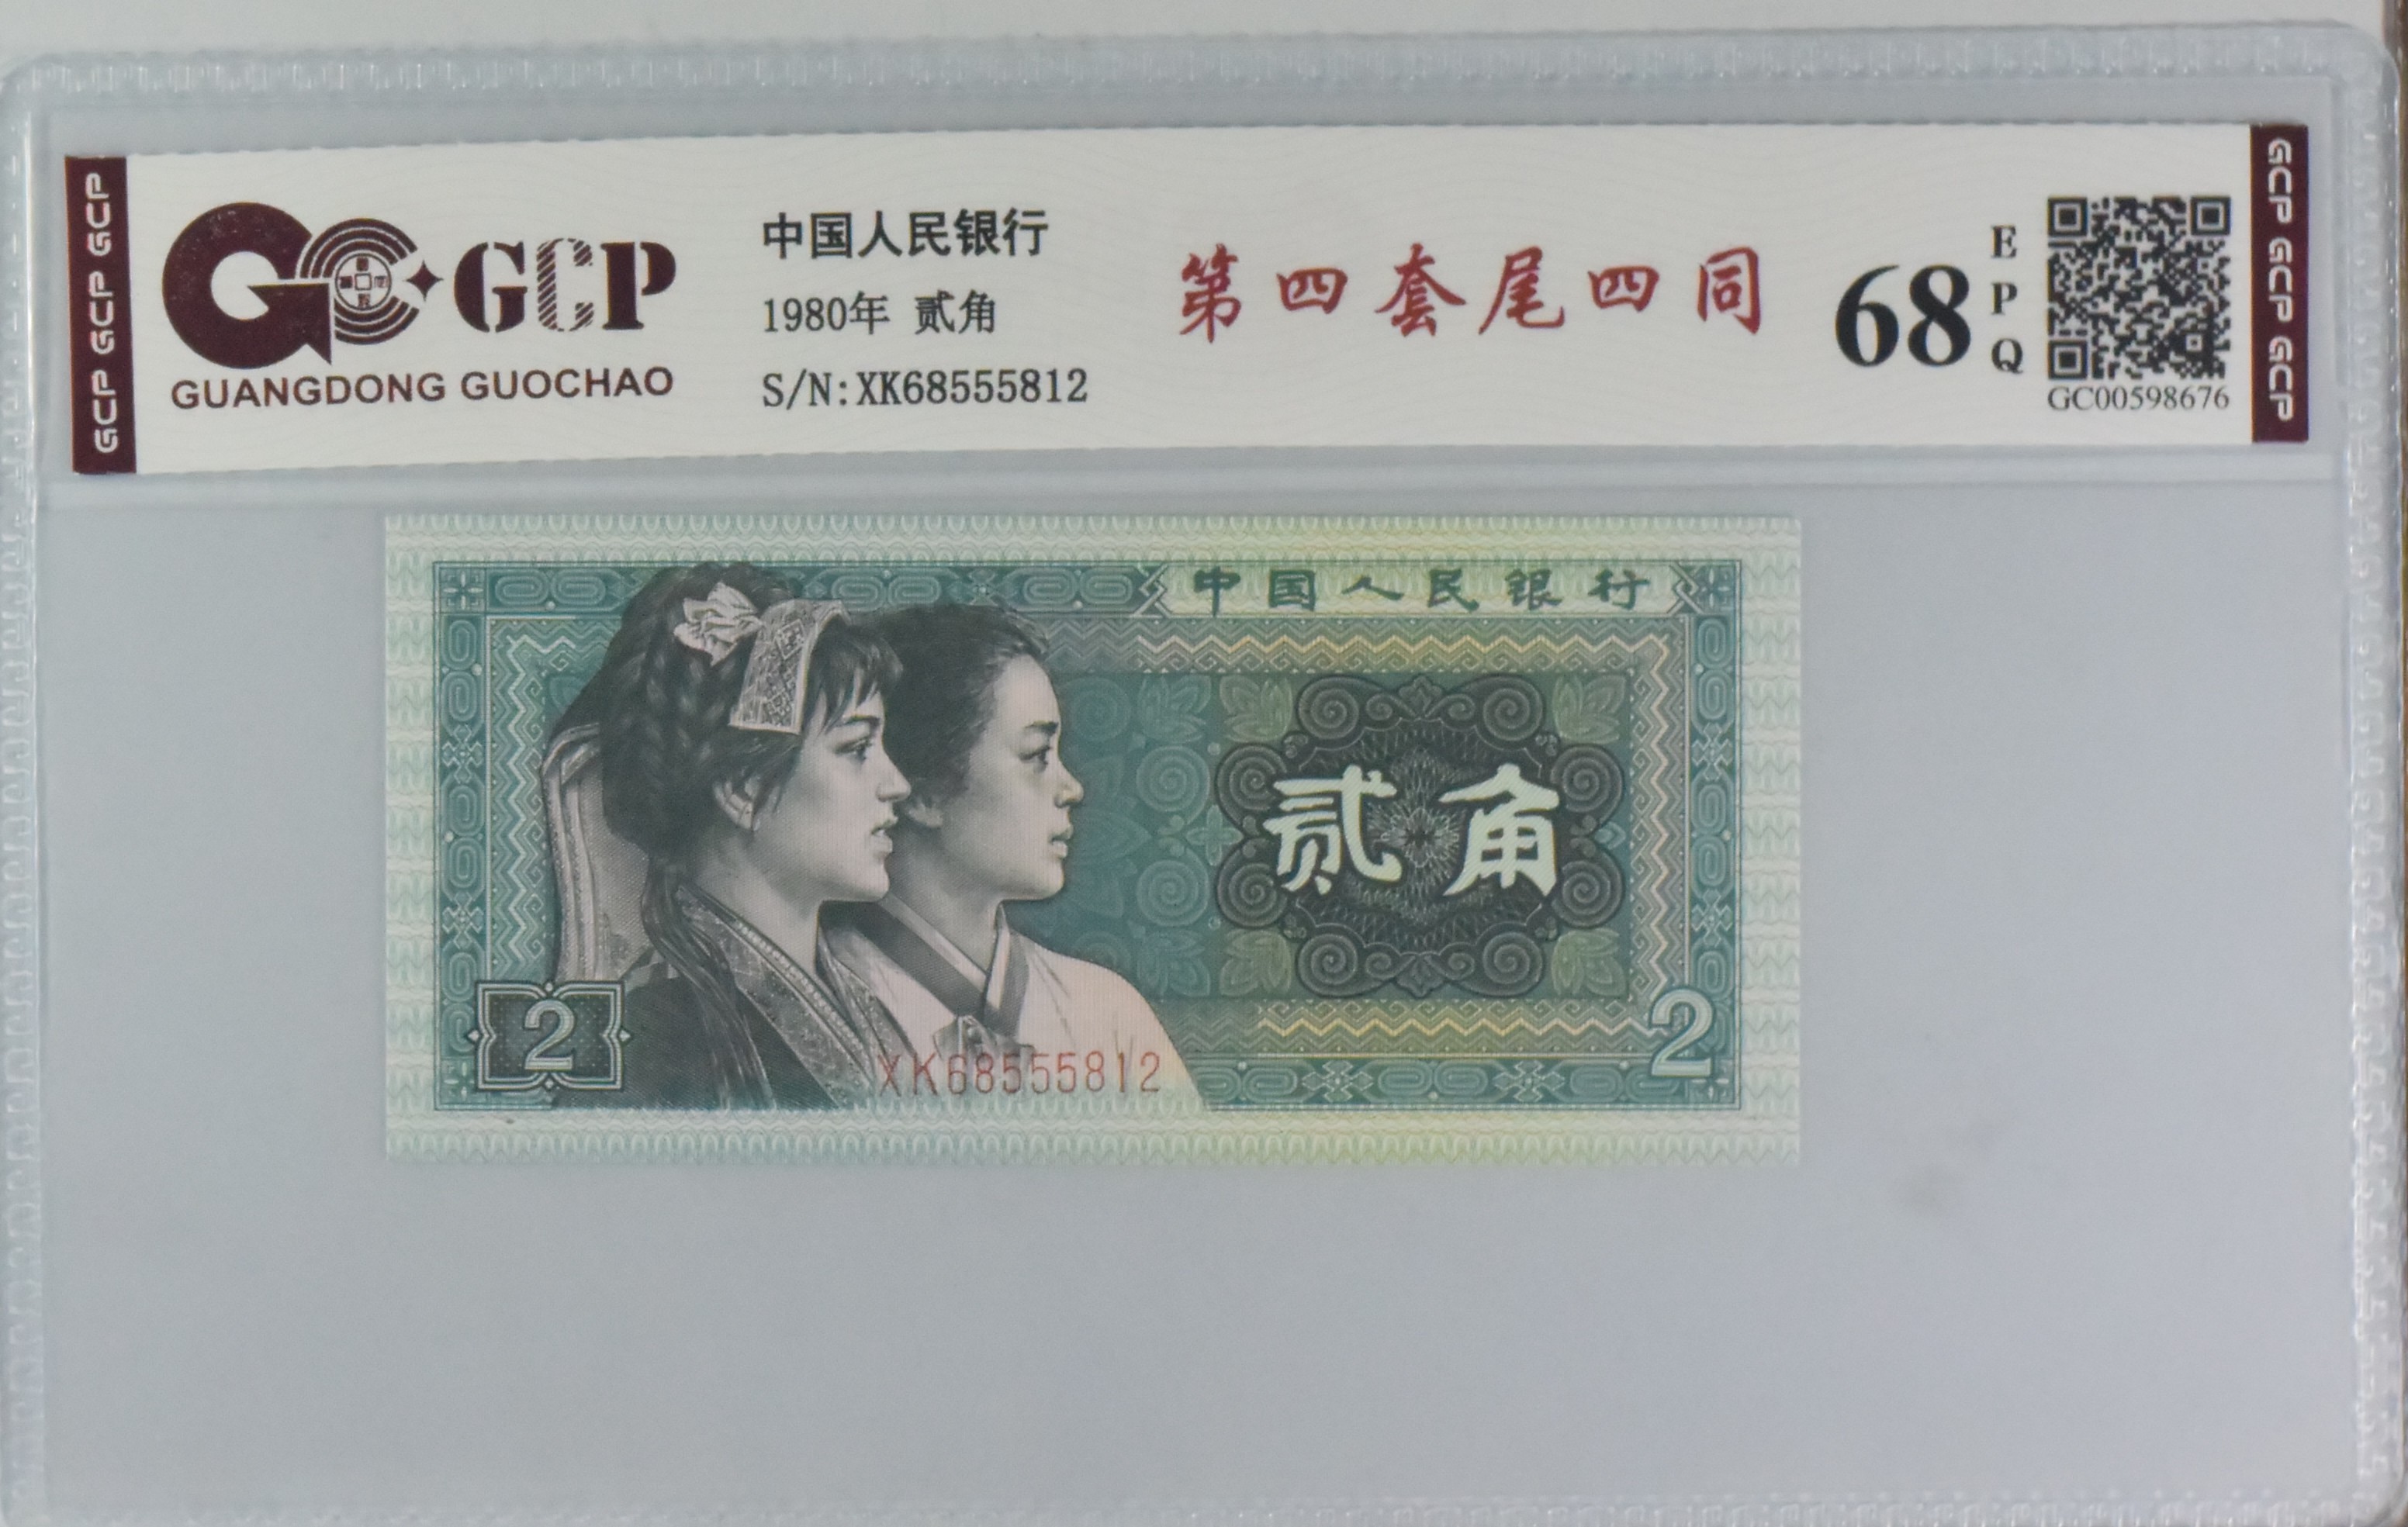 GCP GCP GCP
GCP
GUANGDONG GUOCHAO
中国人民银行
1980年 贰角
S/N:XK68555812
第四套尾四同
68
EPQ
GC00598676
GCP GCP GCP
中国人民银行
贰角
2
XK68555812
2